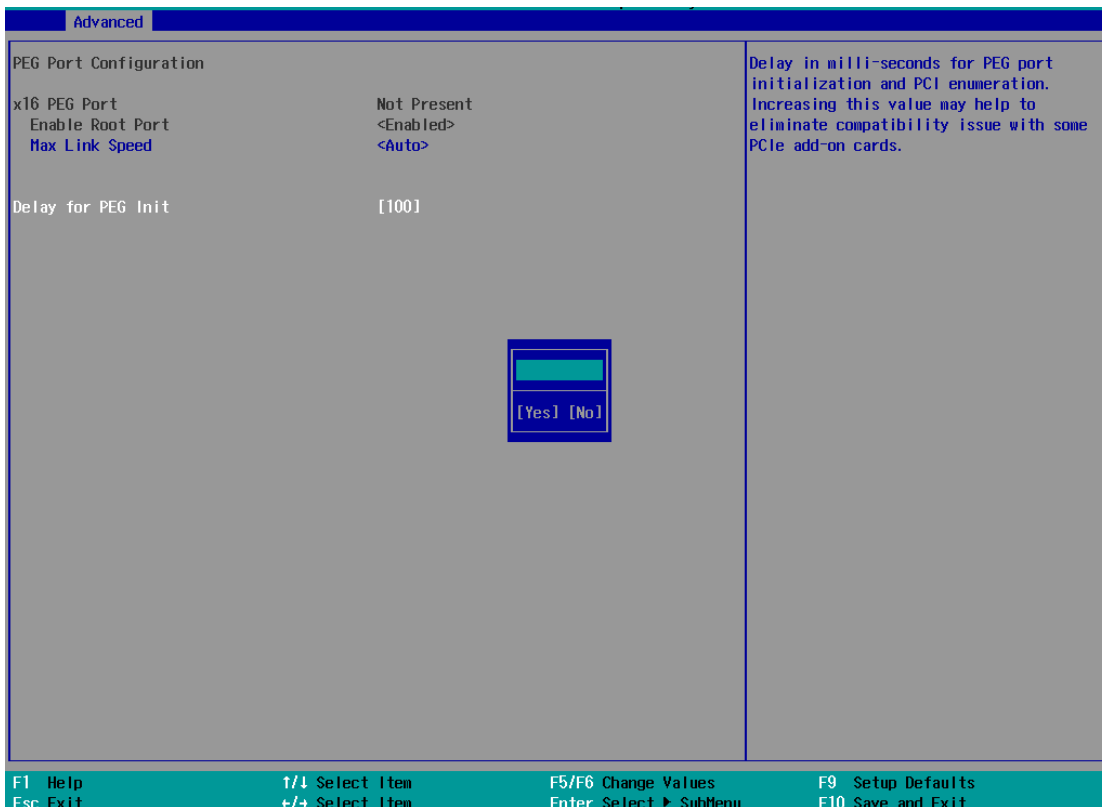 Advanced
PEG Port Configuration
x16 PEG Port Not Present
Enable Root Port <Enabled>
Max Link Speed <Auto>
Delay for PEG Init [100]
Delay in milli-seconds for PEG port
initialization and PCI enumeration.
Increasing this value may help to
eliminate compatibility issue with some
PCIe add-on cards.
[Yes] [No]
F1 Help ↑/↓ Select Item F5/F6 Change Values F9 Setup Defaults
Esc Exit ←/→ Select Item Enter Select ▶ SubMenu F10 Save and Exit